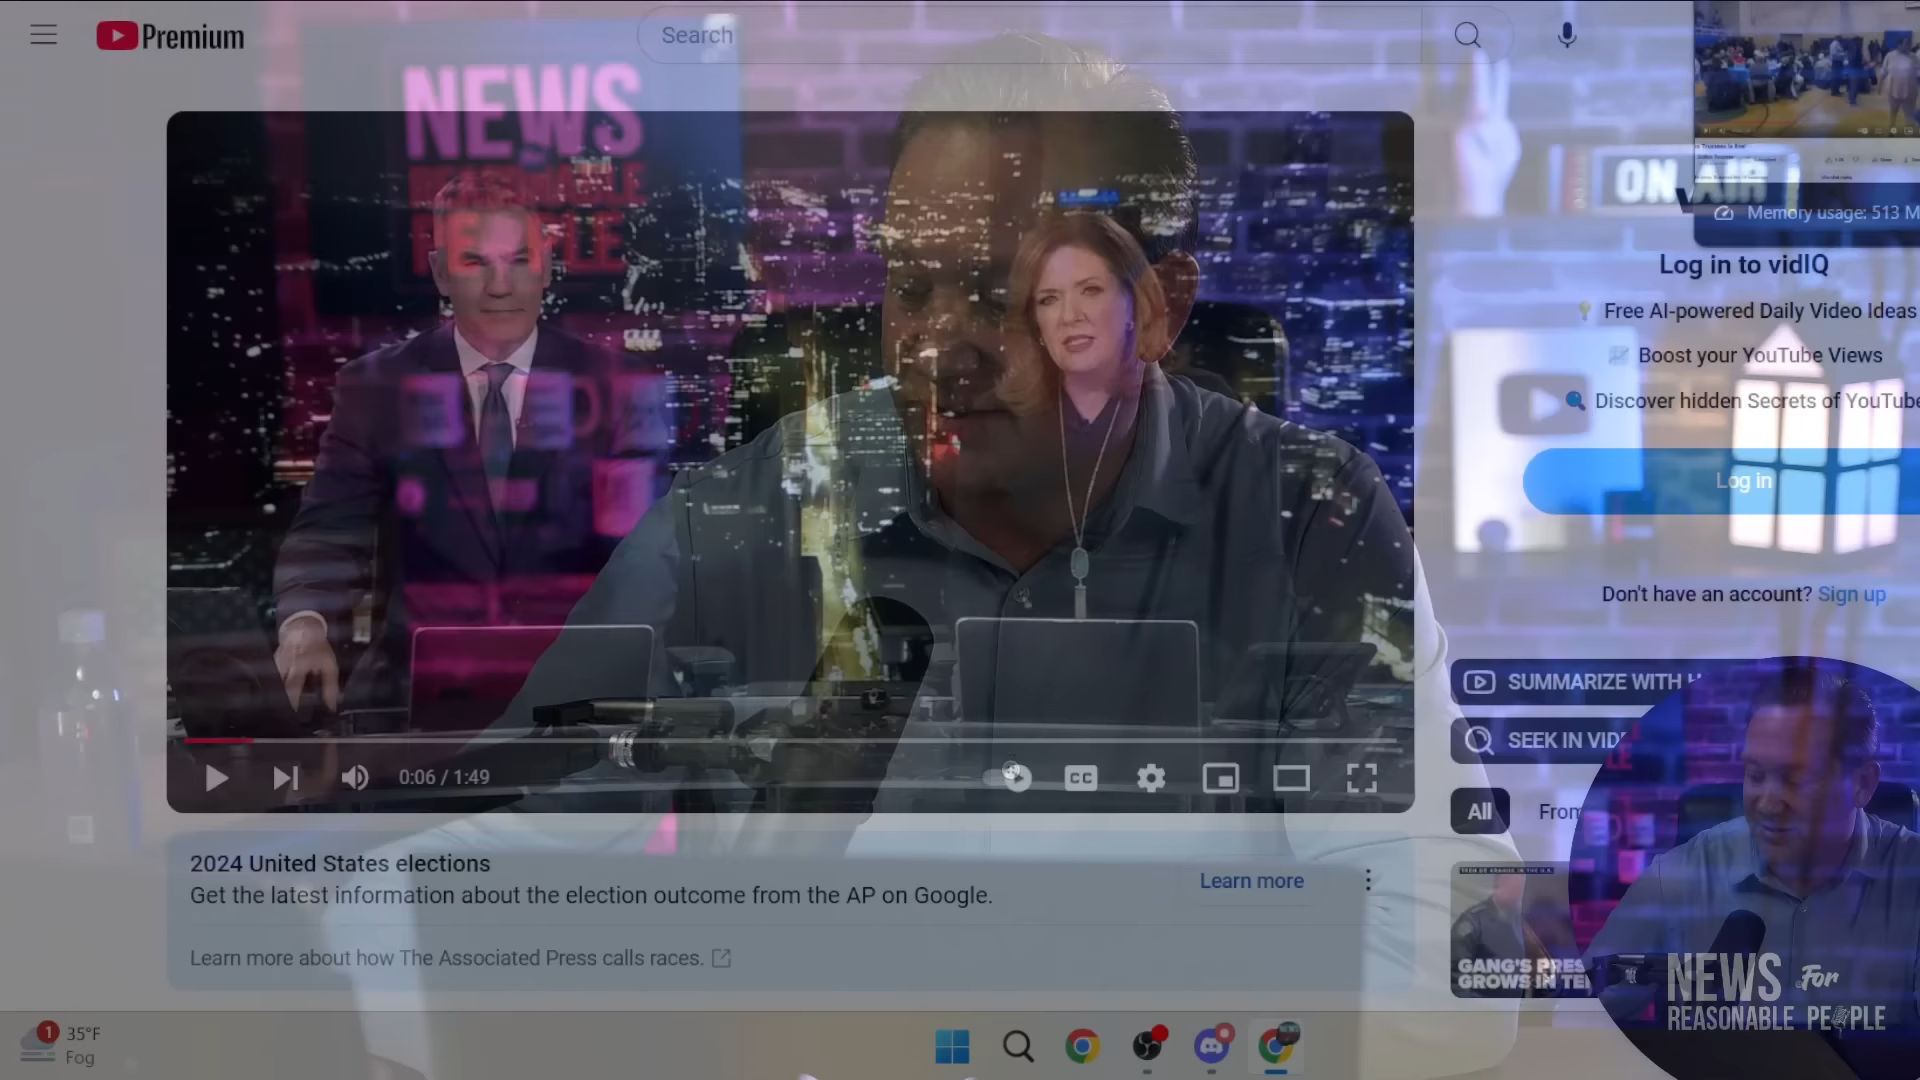 Premium
Search
NEWS
REASONABLE
PEOPLE
ON AIR
Memory usage: 513 M
Log in to vidIQ
Free AI-powered Daily Video Ideas
Boost your YouTube Views
Discover hidden Secrets of YouTube
Log in
Don't have an account? Sign up
SUMMARIZE WITH
SEEK IN VID
0:06 / 1:49
CC
All
From
2024 United States elections
Get the latest information about the election outcome from the AP on Google.
Learn more
Learn more about how The Associated Press calls races.
GANG'S PRES
GROWS IN TE
NEWS For
REASONABLE PEOPLE
1
35°F
Fog